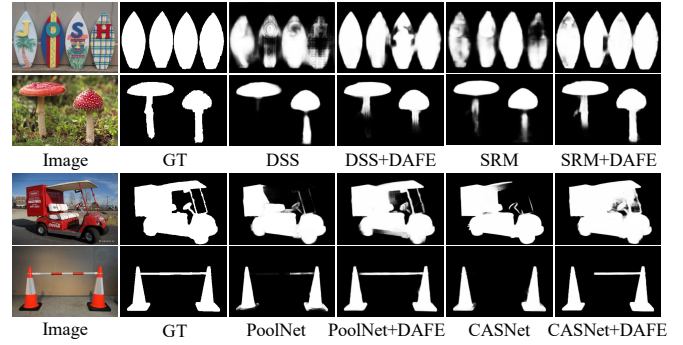 J O S H
Image GT DSS DSS+DAFE SRM SRM+DAFE
Image GT PoolNet PoolNet+DAFE CASNet CASNet+DAFE